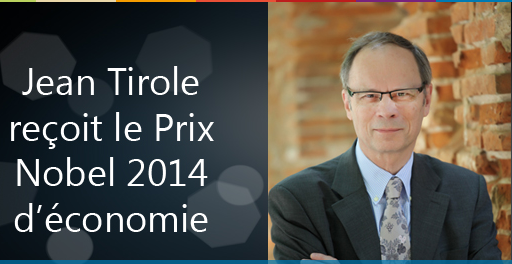 Jean Tirole
reçoit le Prix
Nobel 2014
d'économie